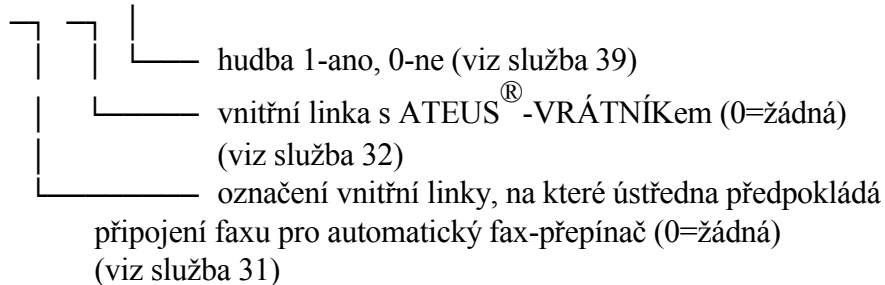 hudba 1-ano, 0-ne (viz služba 39)
vnitřní linka s ATEUS®-VRÁTNÍKem (0=žádná)
(viz služba 32)
označení vnitřní linky, na které ústředna předpokládá
připojení faxu pro automatický fax-přepínač (0=žádná)
(viz služba 31)